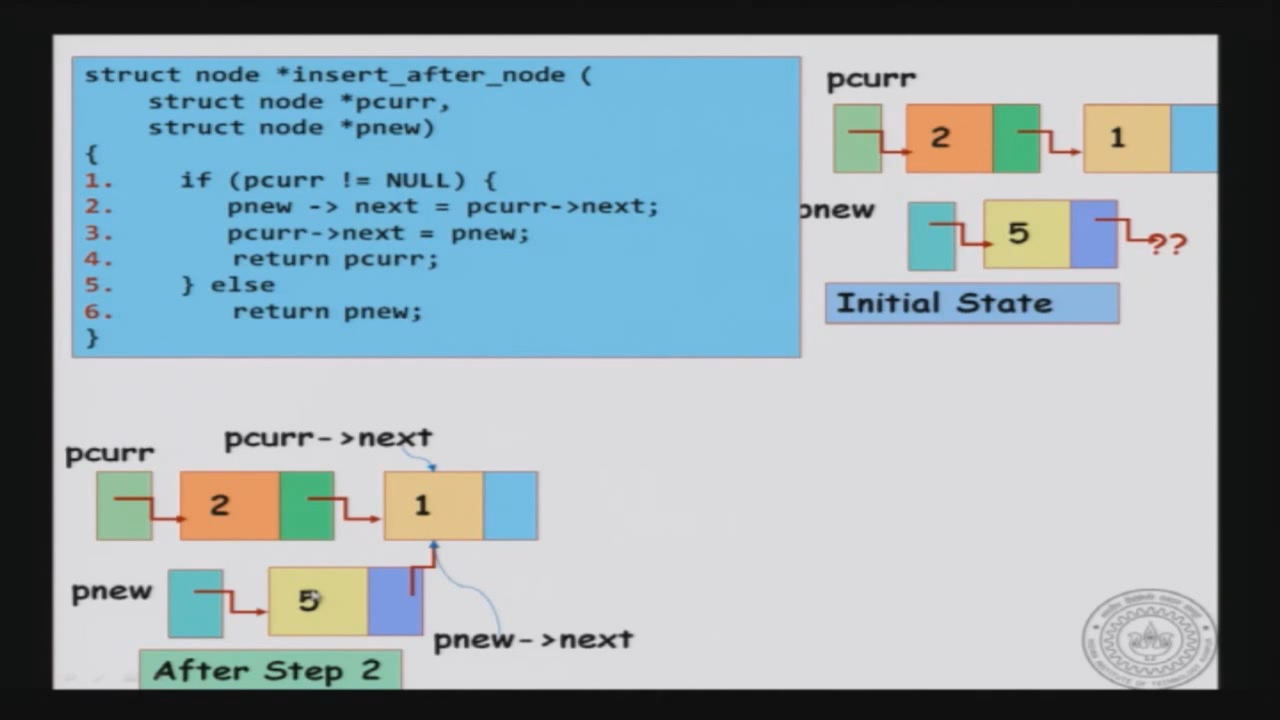 struct node *insert_after_node (
struct node *pcurr,
struct node *pnew)
{
1. if (pcurr != NULL) {
2. pnew -> next = pcurr->next;
3. pcurr->next = pnew;
4. return pcurr;
5. } else
6. return pnew;
}
pcurr
2 1
pnew
5 ??
Initial State
pcurr->next
pcurr
2 1
pnew
5
pnew->next
After Step 2